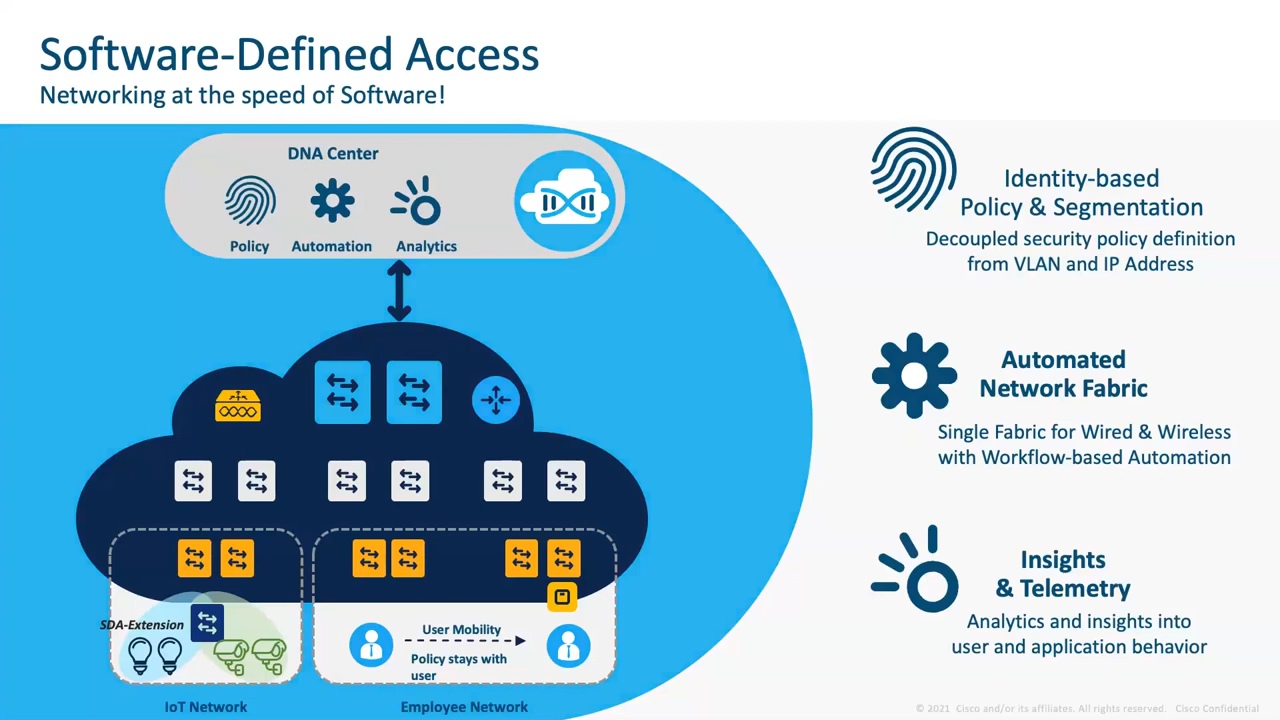 Software-Defined Access
Networking at the speed of Software!
DNA Center
Policy
Automation
Analytics
SDA-Extension
User Mobility
Policy stays with
user
IoT Network
Employee Network
Identity-based
Policy & Segmentation
Decoupled security policy definition
from VLAN and IP Address
Automated
Network Fabric
Single Fabric for Wired & Wireless
with Workflow-based Automation
Insights
& Telemetry
Analytics and insights into
user and application behavior
© 2021 Cisco and/or its affiliates. All rights reserved. Cisco Confidential